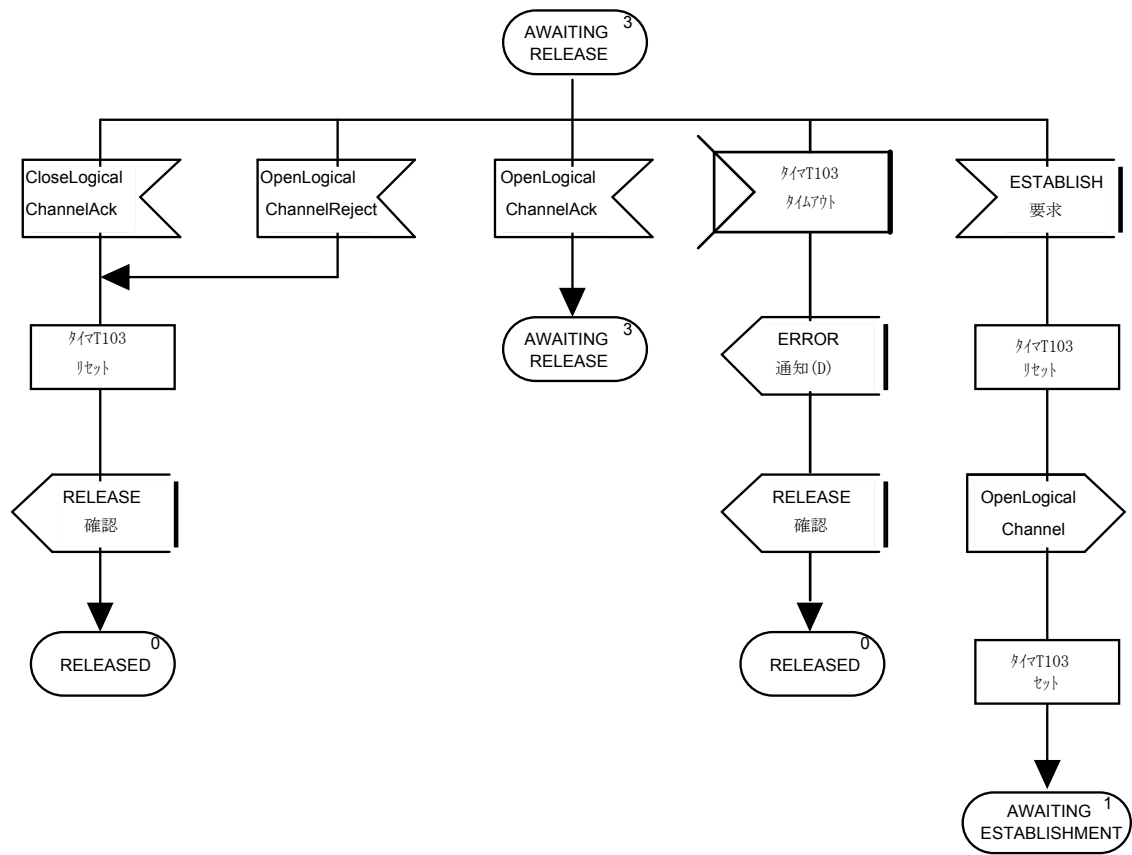 AWAITING 3
RELEASE
CloseLogical
ChannelAck
OpenLogical
ChannelReject
OpenLogical
ChannelAck
ﾀｲﾏT103
ﾀｲﾑｱｳﾄ
ESTABLISH
要求
ﾀｲﾏT103
ﾘｾｯﾄ
AWAITING 3
RELEASE
ERROR
通知(D)
ﾀｲﾏT103
ﾘｾｯﾄ
RELEASE
確認
RELEASE
確認
OpenLogical
Channel
0
RELEASED
0
RELEASED
ﾀｲﾏT103
ｾｯﾄ
AWAITING 1
ESTABLISHMENT